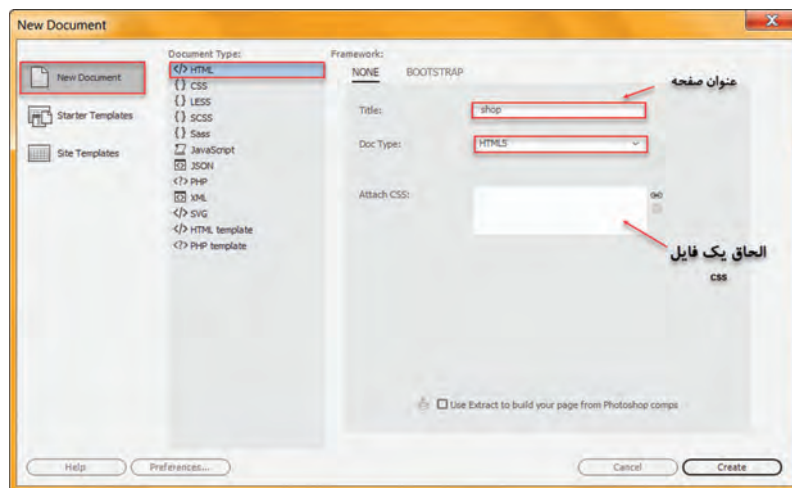 New Document
X
New Document
Starter Templates
Site Templates
Document Type:
</> HTML
{} CSS
{} LESS
{} SCSS
{} Sass
JavaScript
JSON
<?> PHP
XML
</> SVG
</> HTML template
<?> PHP template
Framework:
NONE BOOTSTRAP
Title: shop
Doc Type: HTML5
Attach CSS:
عنوان صفحه
الحاق یک فایل
css
Use Extract to build your page from Photoshop comps
Help Preferences... Cancel Create